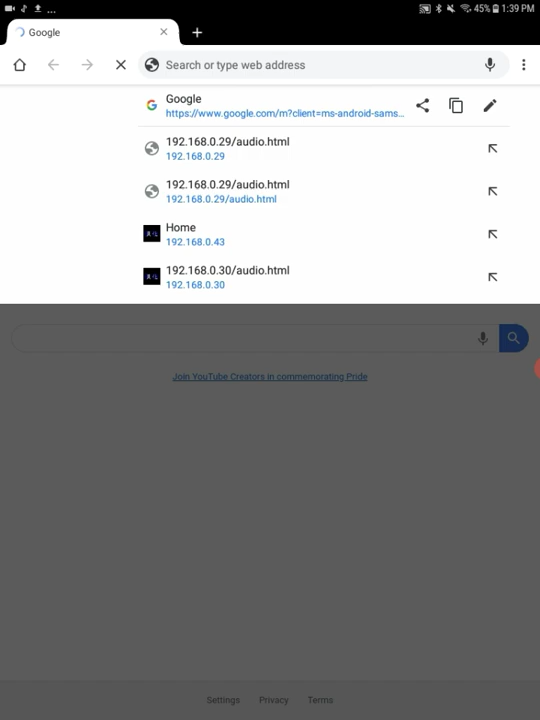 ... 45% 1:39 PM
Google
Search or type web address
Google
https://www.google.com/m?client=ms-android-sams...
192.168.0.29/audio.html
192.168.0.29
192.168.0.29/audio.html
192.168.0.29/audio.html
Home
192.168.0.43
192.168.0.30/audio.html
192.168.0.30
Join YouTube Creators in commemorating Pride
Settings Privacy Terms